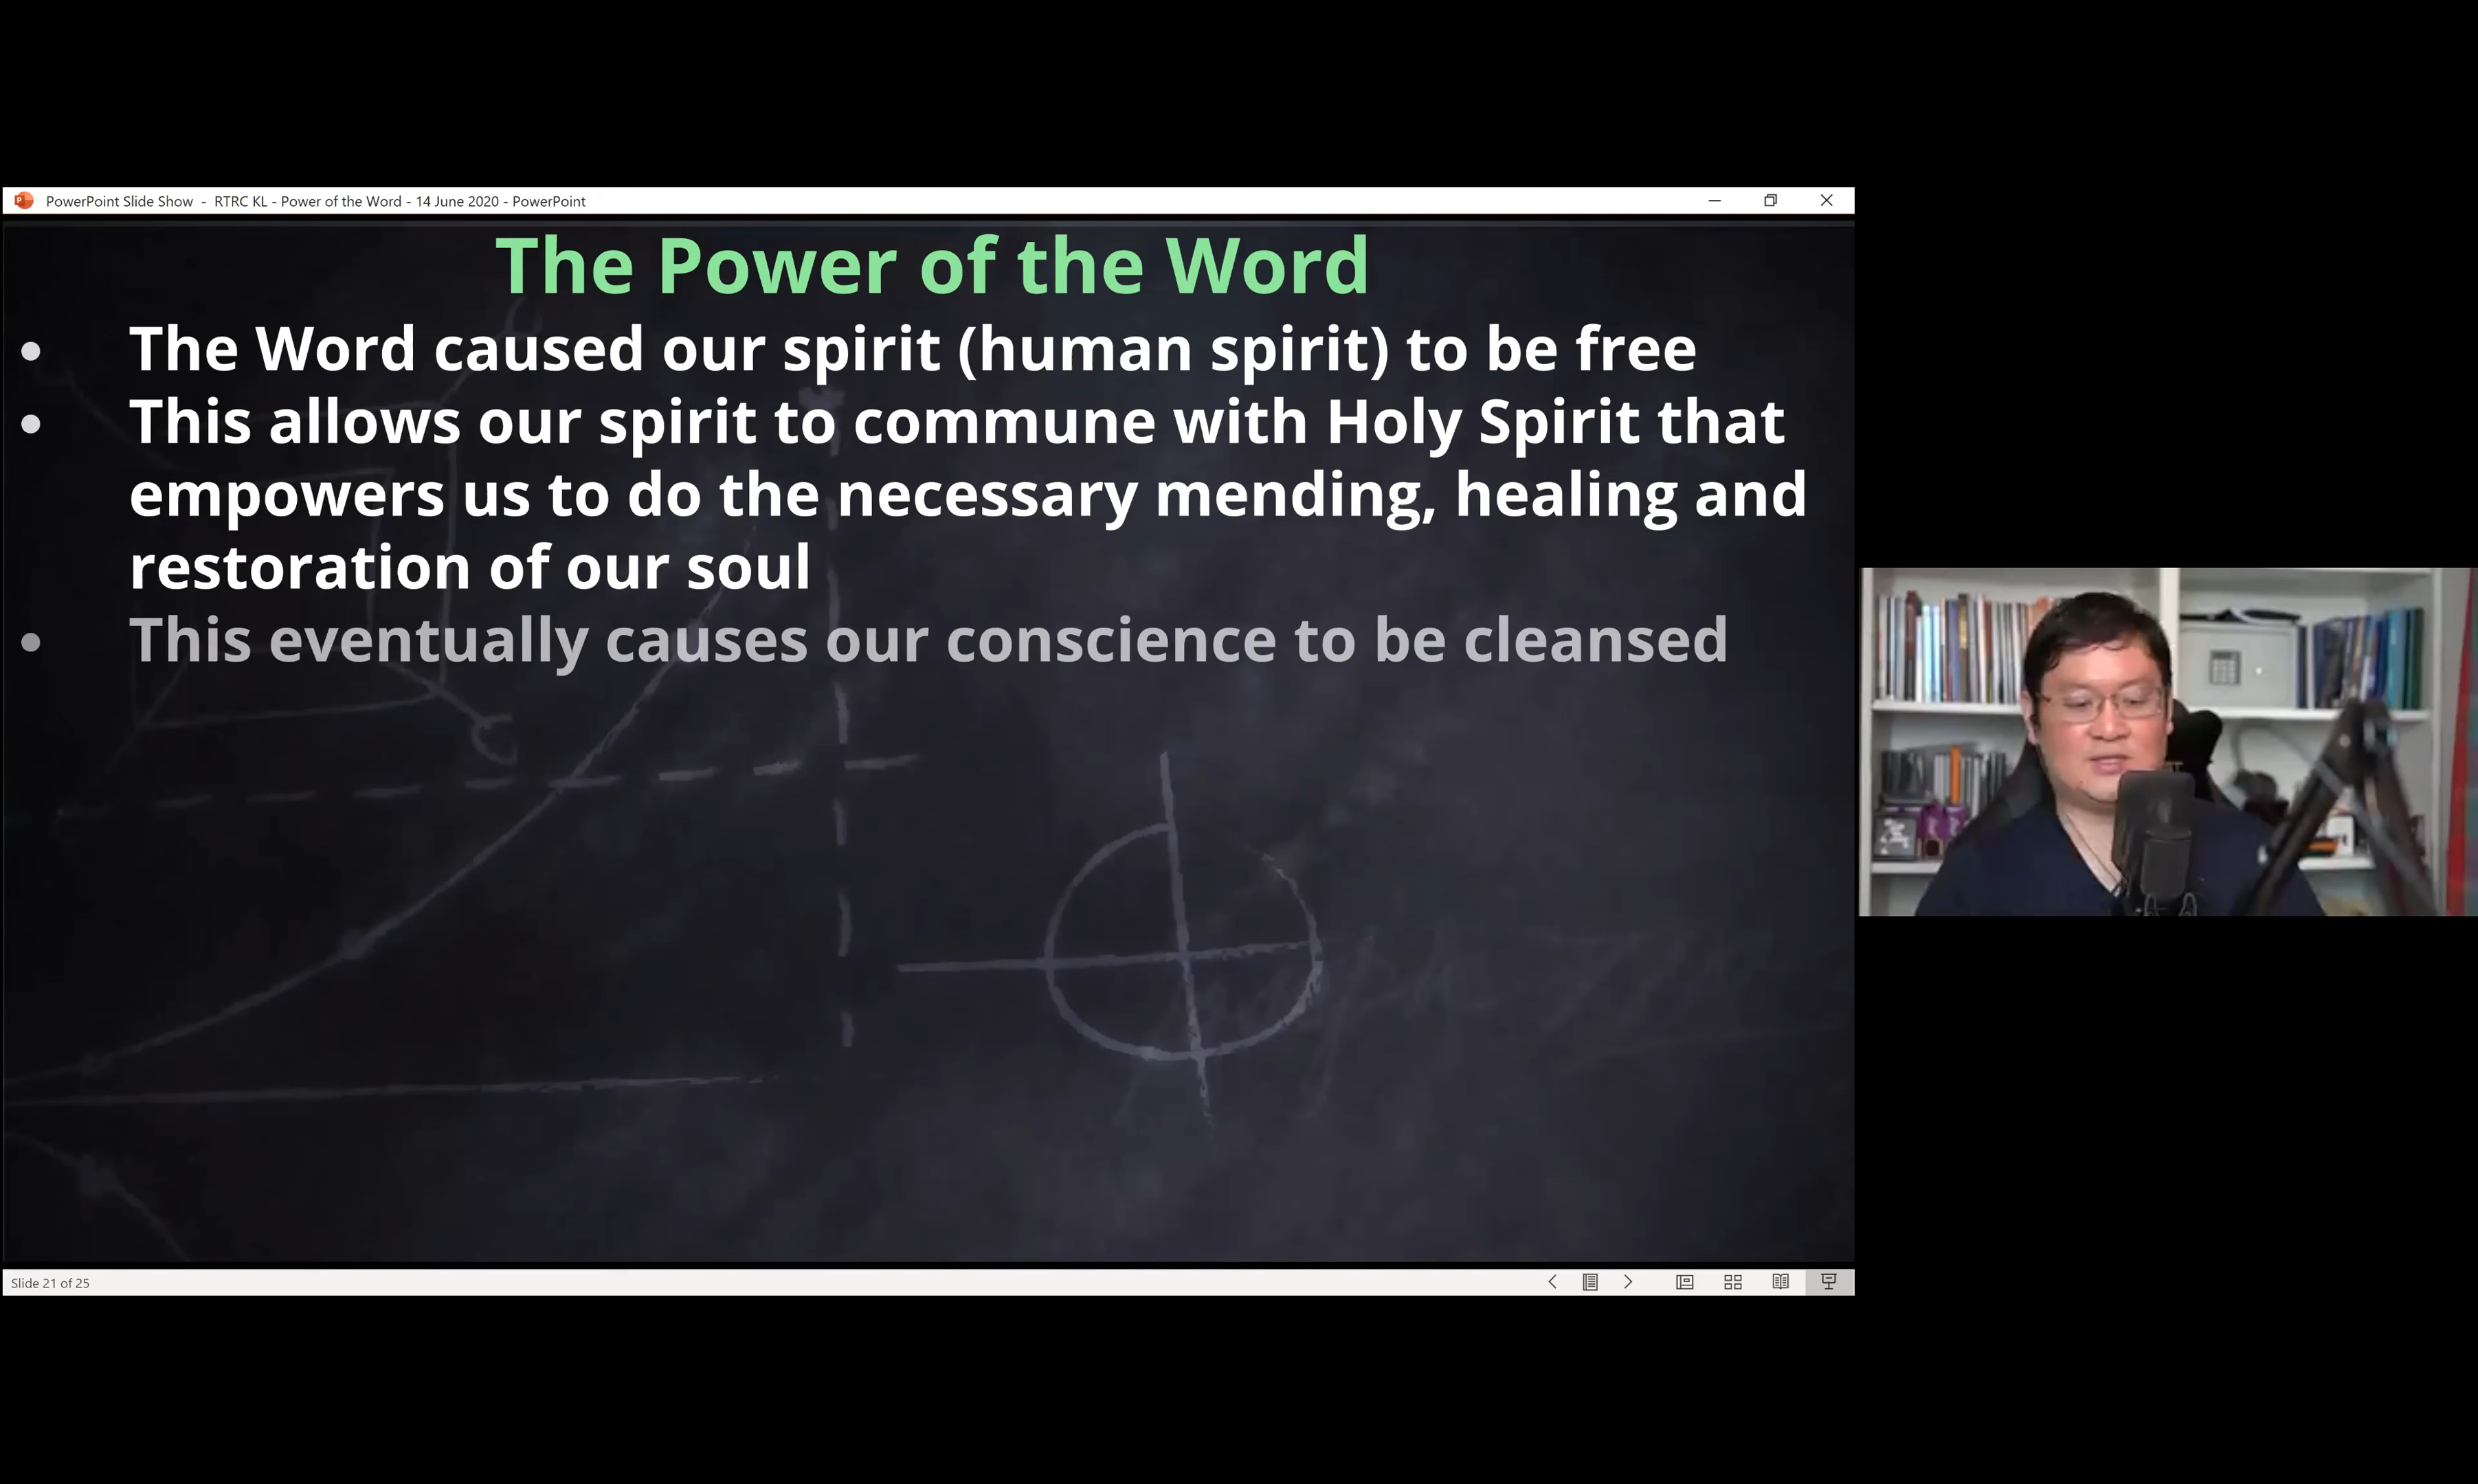 PowerPoint Slide Show - RTRC KL - Power of the Word - 14 June 2020 - PowerPoint
The Power of the Word
• The Word caused our spirit (human spirit) to be free
• This allows our spirit to commune with Holy Spirit that
empowers us to do the necessary mending, healing and
restoration of our soul
• This eventually causes our conscience to be cleansed
Slide 21 of 25